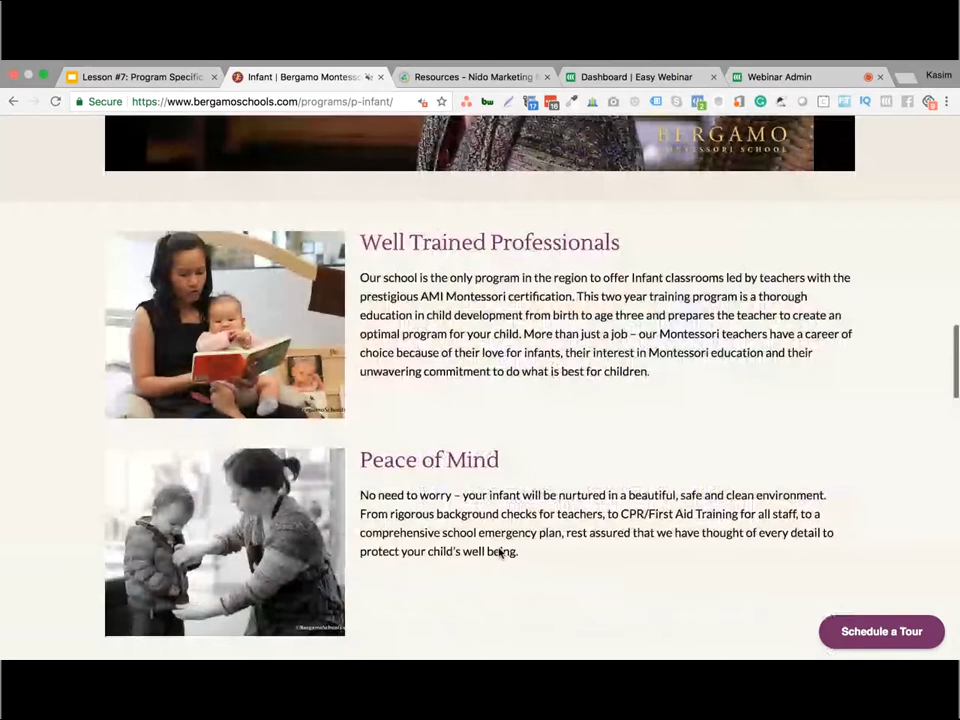 Lesson #7: Program Specific
Infant | Bergamo Montess
Resources - Nido Marketing
Dashboard | Easy Webinar
Webinar Admin
Kasim
Secure
https://www.bergamoschools.com/programs/p-infant/
BERGAMO
MONTESSORI SCHOOL
Well Trained Professionals
Our school is the only program in the region to offer Infant classrooms led by teachers with the
prestigious AMI Montessori certification. This two year training program is a thorough
education in child development from birth to age three and prepares the teacher to create an
optimal program for your child. More than just a job – our Montessori teachers have a career of
choice because of their love for infants, their interest in Montessori education and their
unwavering commitment to do what is best for children.
Peace of Mind
No need to worry – your infant will be nurtured in a beautiful, safe and clean environment.
From rigorous background checks for teachers, to CPR/First Aid Training for all staff, to a
comprehensive school emergency plan, rest assured that we have thought of every detail to
protect your child's well being.
©BergamoSchools
Schedule a Tour